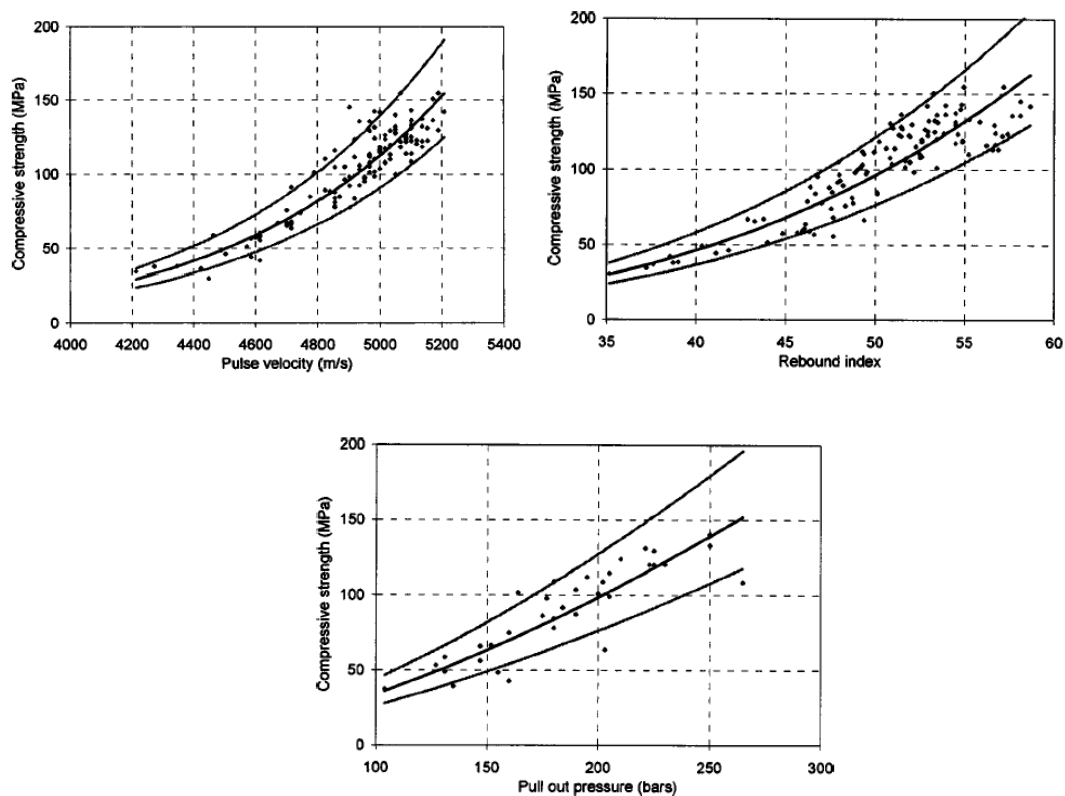 200
150
100
50
0
Compressive strength (MPa)
4000 4200 4400 4600 4800 5000 5200 5400
Pulse velocity (m/s)
200
150
100
50
0
Compressive strength (MPa)
35 40 45 50 55 60
Rebound index
200
150
100
50
0
Compressive strength (MPa)
100 150 200 250 300
Pull out pressure (bars)